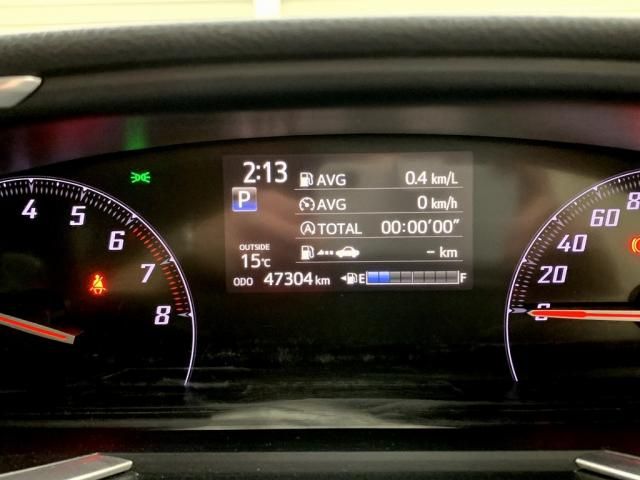 2:13
AVG 0.4 km/L
P
AVG 0 km/h
TOTAL 00:00'00"
OUTSIDE
15℃
- km
ODO 47304 km
E F
4 5 6 7 8
0 20 40 60 8